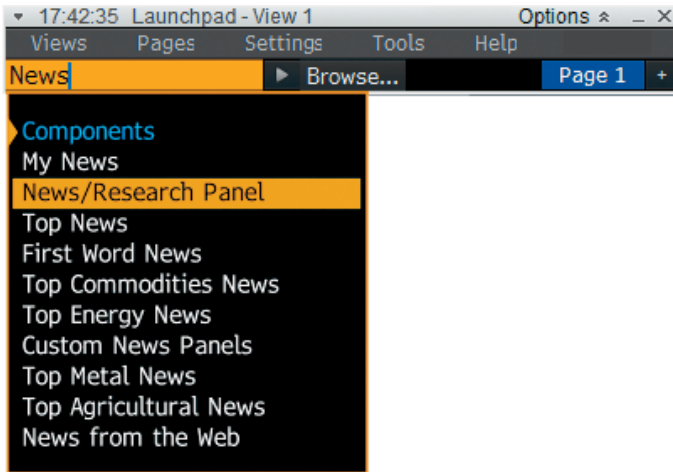 17:42:35 Launchpad - View 1 Options
Views Pages Settings Tools Help
News Browse... Page 1 +
Components
My News
News/Research Panel
Top News
First Word News
Top Commodities News
Top Energy News
Custom News Panels
Top Metal News
Top Agricultural News
News from the Web